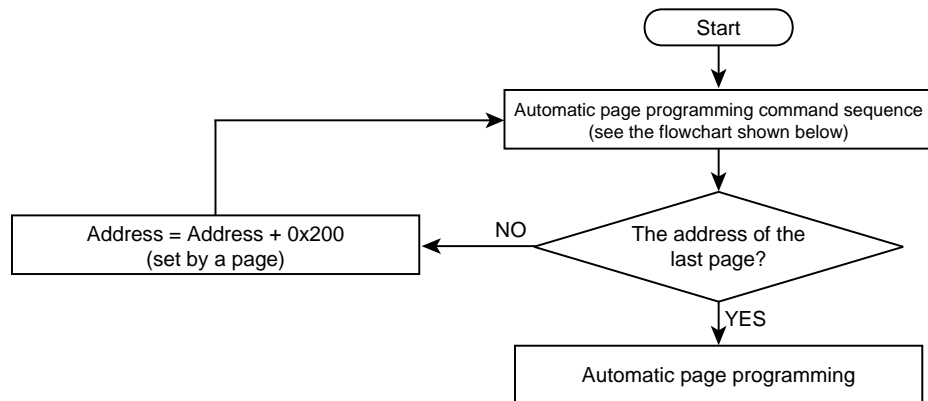 Start
Automatic page programming command sequence
(see the flowchart shown below)
The address of the
last page?
NO
Address = Address + 0x200
(set by a page)
YES
Automatic page programming